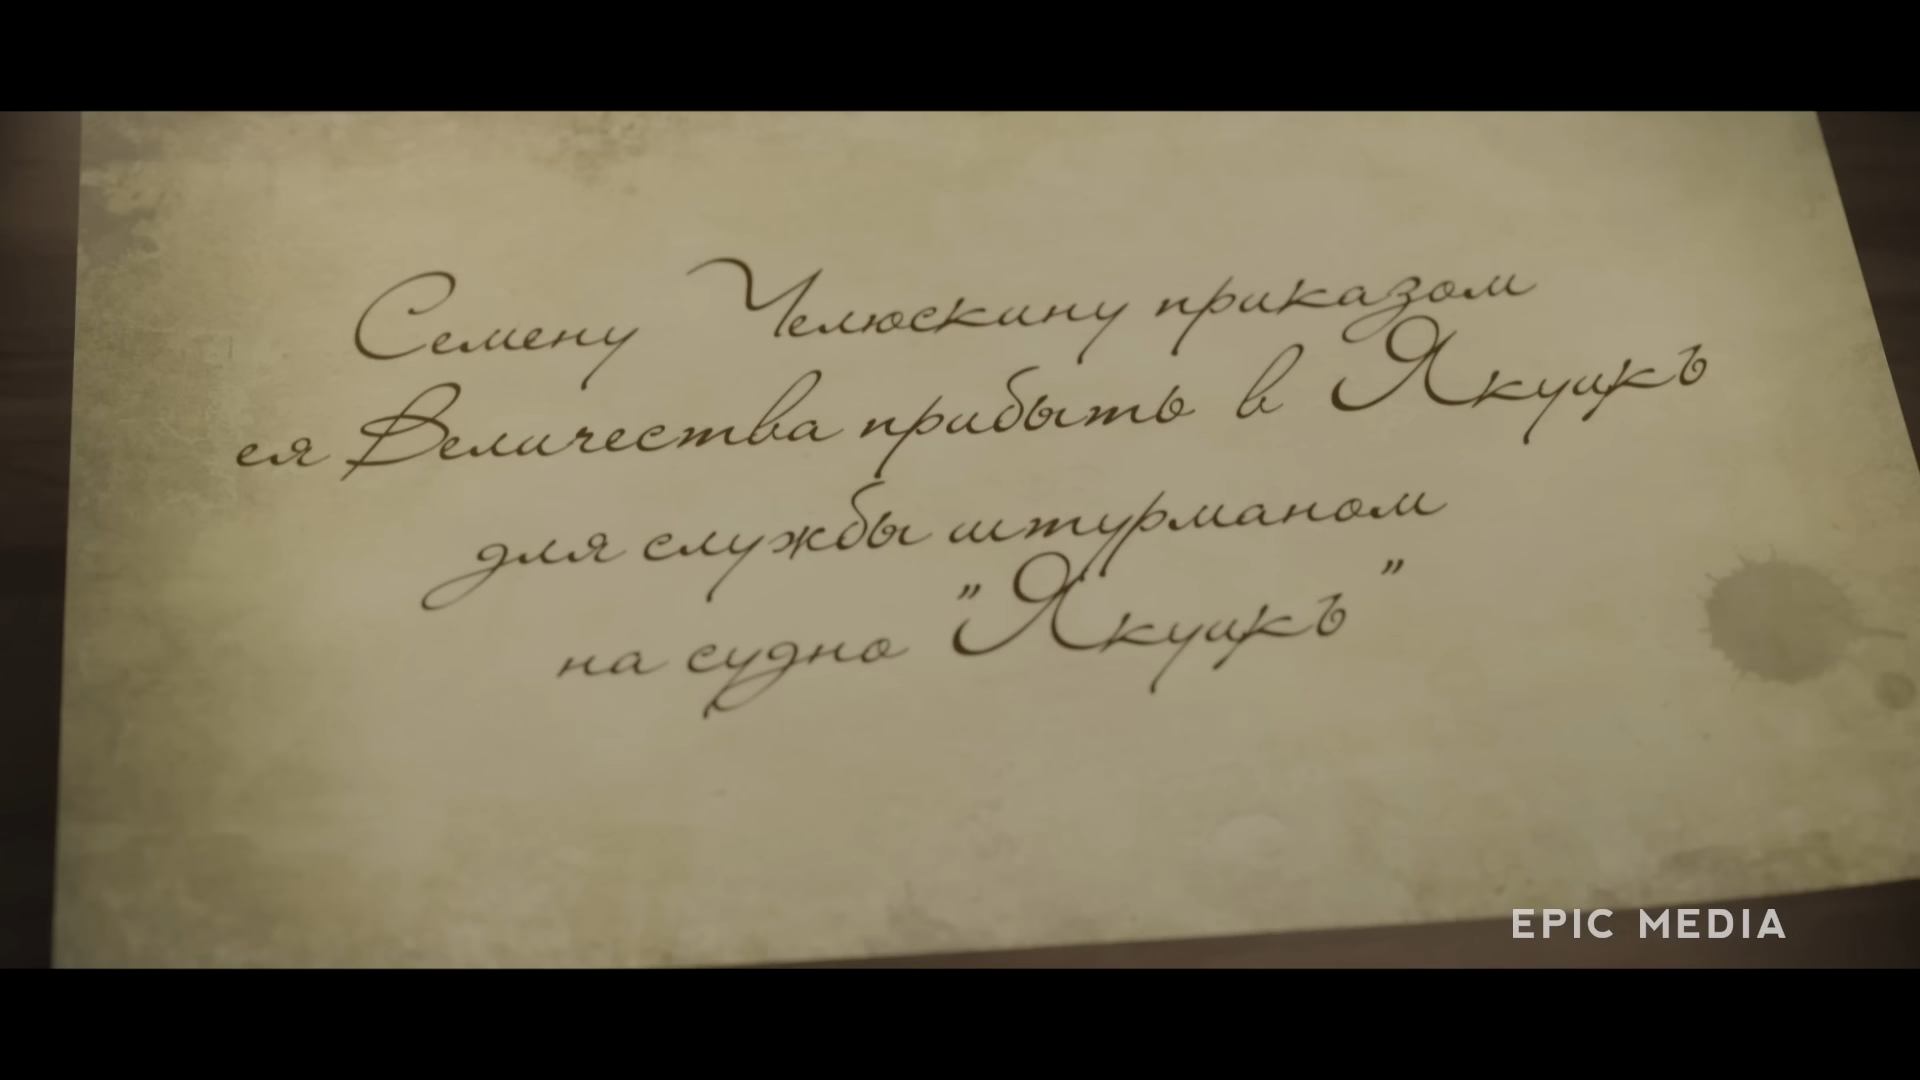 Семену Челюскину приказом
ея Величества прибыть в Якуцкъ
для службы штурманом
на судно "Якуцкъ"
EPIC MEDIA